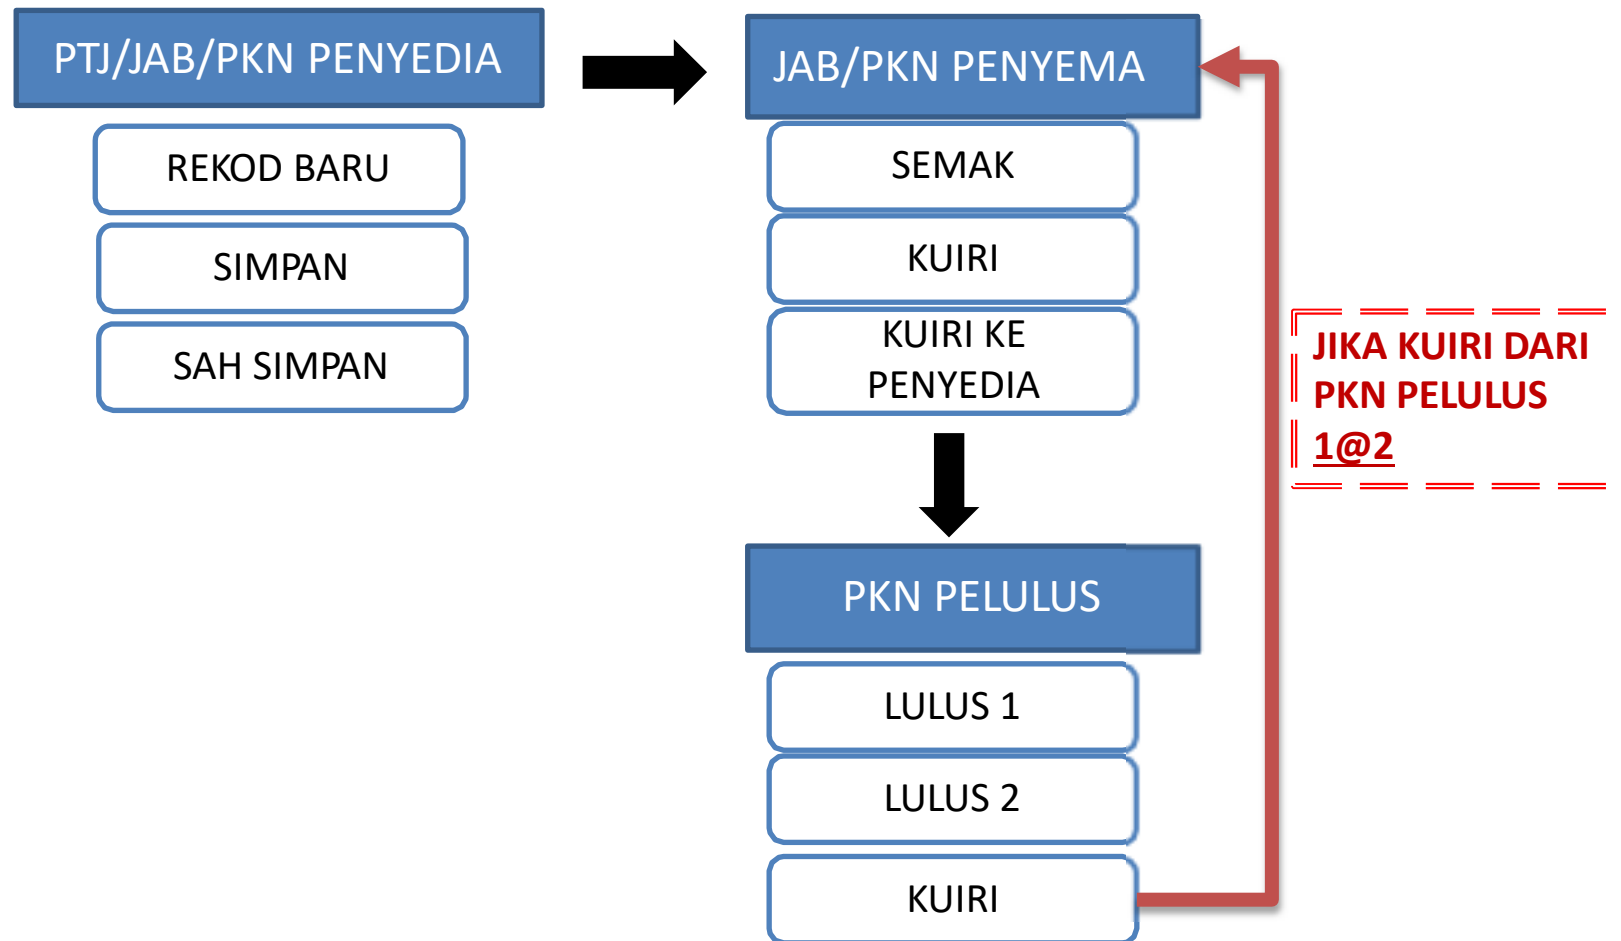 PTJ/JAB/PKN PENYEDIA
REKOD BARU
SIMPAN
SAH SIMPAN
JAB/PKN PENYEMA
SEMAK
KUIRI
KUIRI KE
PENYEDIA
PKN PELULUS
LULUS 1
LULUS 2
KUIRI
JIKA KUIRI DARI
PKN PELULUS
1@2